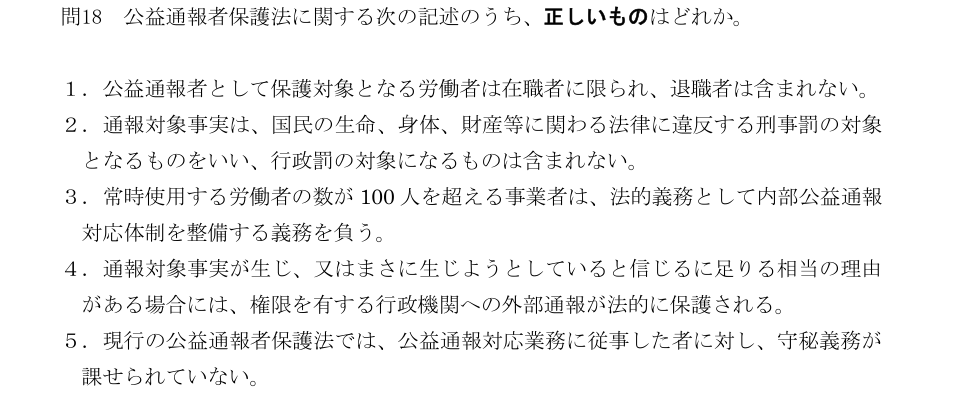 問18　公益通報者保護法に関する次の記述のうち、正しいものはどれか。
１．公益通報者として保護対象となる労働者は在職者に限られ、退職者は含まれない。
２．通報対象事実は、国民の生命、身体、財産等に関わる法律に違反する刑事罰の対象
となるものをいい、行政罰の対象になるものは含まれない。
３．常時使用する労働者の数が 100 人を超える事業者は、法的義務として内部公益通報
対応体制を整備する義務を負う。
４．通報対象事実が生じ、又はまさに生じようとしていると信じるに足りる相当の理由
がある場合には、権限を有する行政機関への外部通報が法的に保護される。
５．現行の公益通報者保護法では、公益通報対応業務に従事した者に対し、守秘義務が
課せられていない。